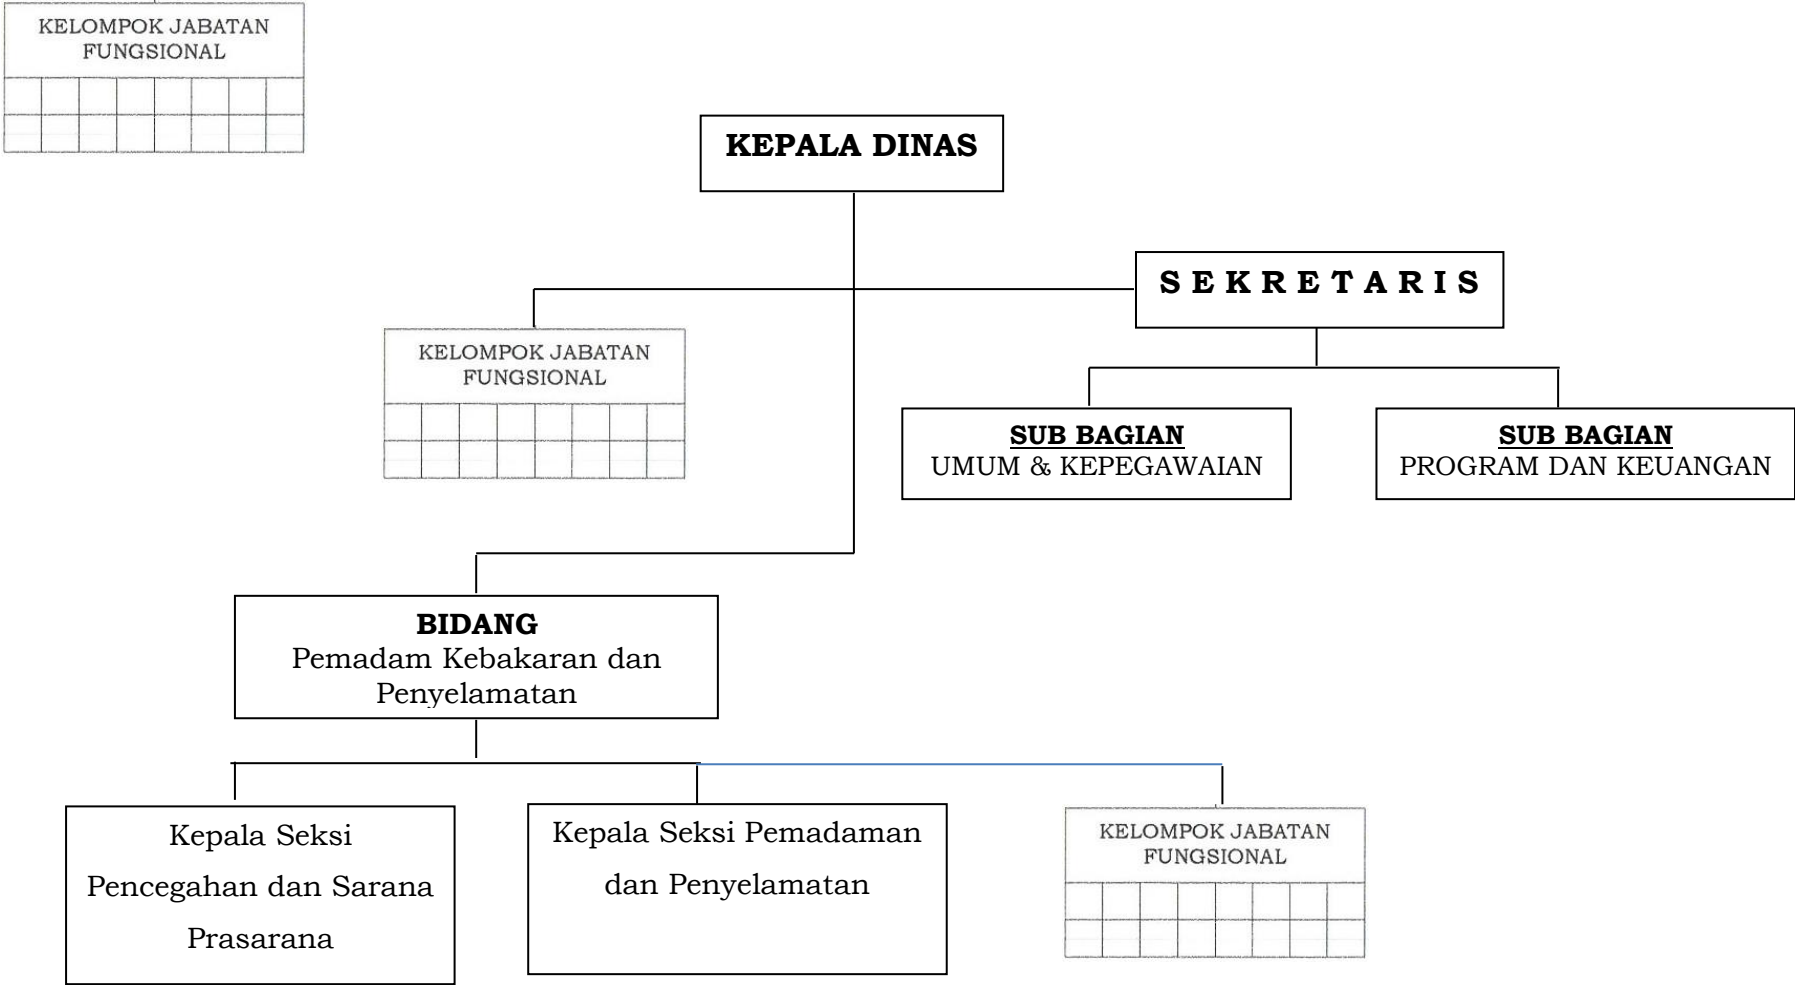 KELOMPOK JABATAN
FUNGSIONAL
KEPALA DINAS
S E K R E T A R I S
KELOMPOK JABATAN
FUNGSIONAL
SUB BAGIAN
UMUM & KEPEGAWAIAN
SUB BAGIAN
PROGRAM DAN KEUANGAN
BIDANG
Pemadam Kebakaran dan
Penyelamatan
Kepala Seksi
Pencegahan dan Sarana
Prasarana
Kepala Seksi Pemadaman
dan Penyelamatan
KELOMPOK JABATAN
FUNGSIONAL